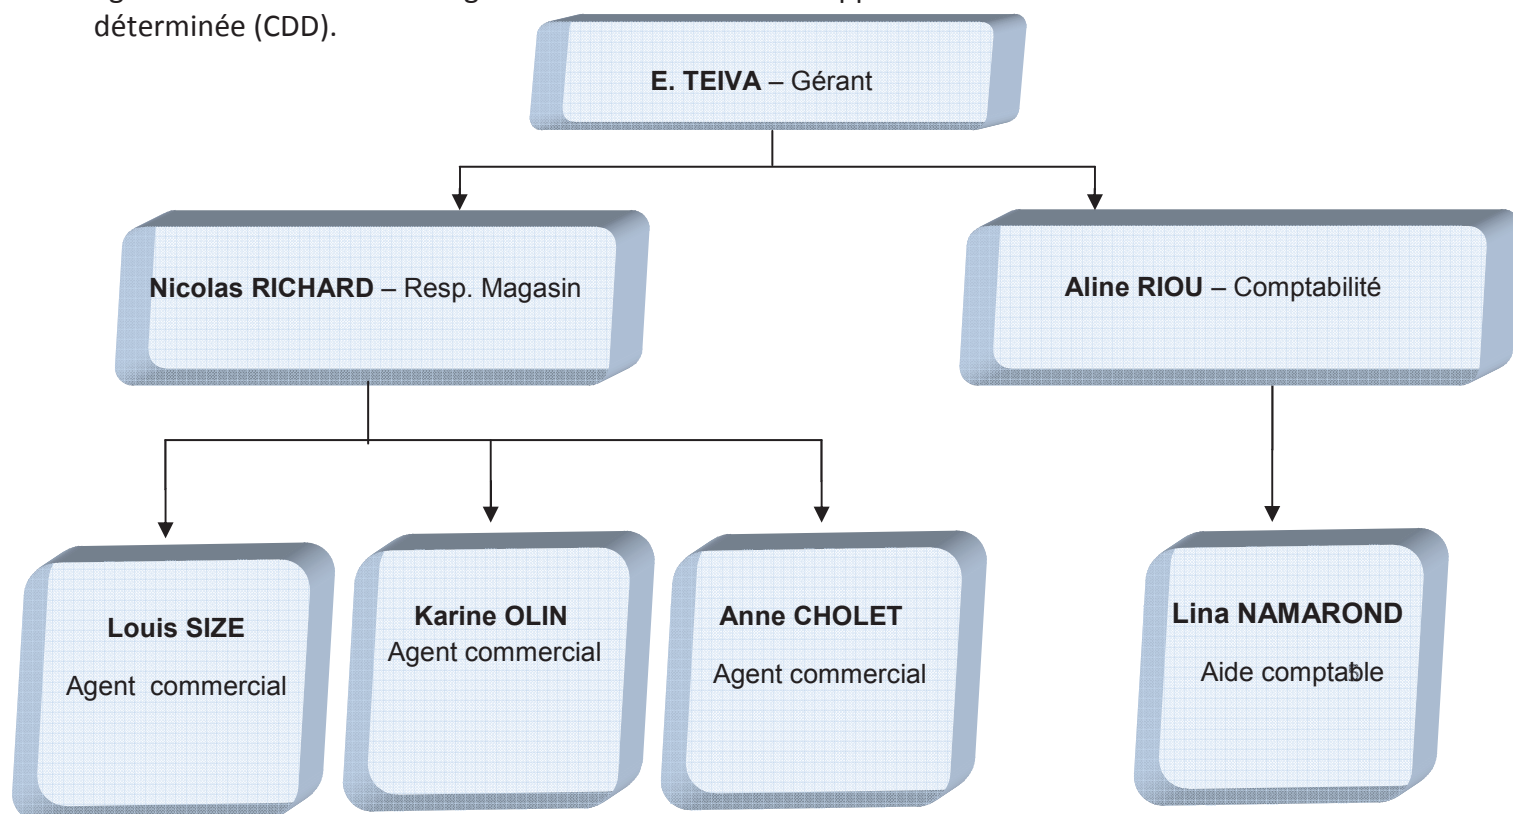 déterminée (CDD).
E. TEIVA – Gérant
Nicolas RICHARD – Resp. Magasin
Aline RIOU – Comptabilité
Louis SIZE
Agent commercial
Karine OLIN
Agent commercial
Anne CHOLET
Agent commercial
Lina NAMAROND
Aide comptable